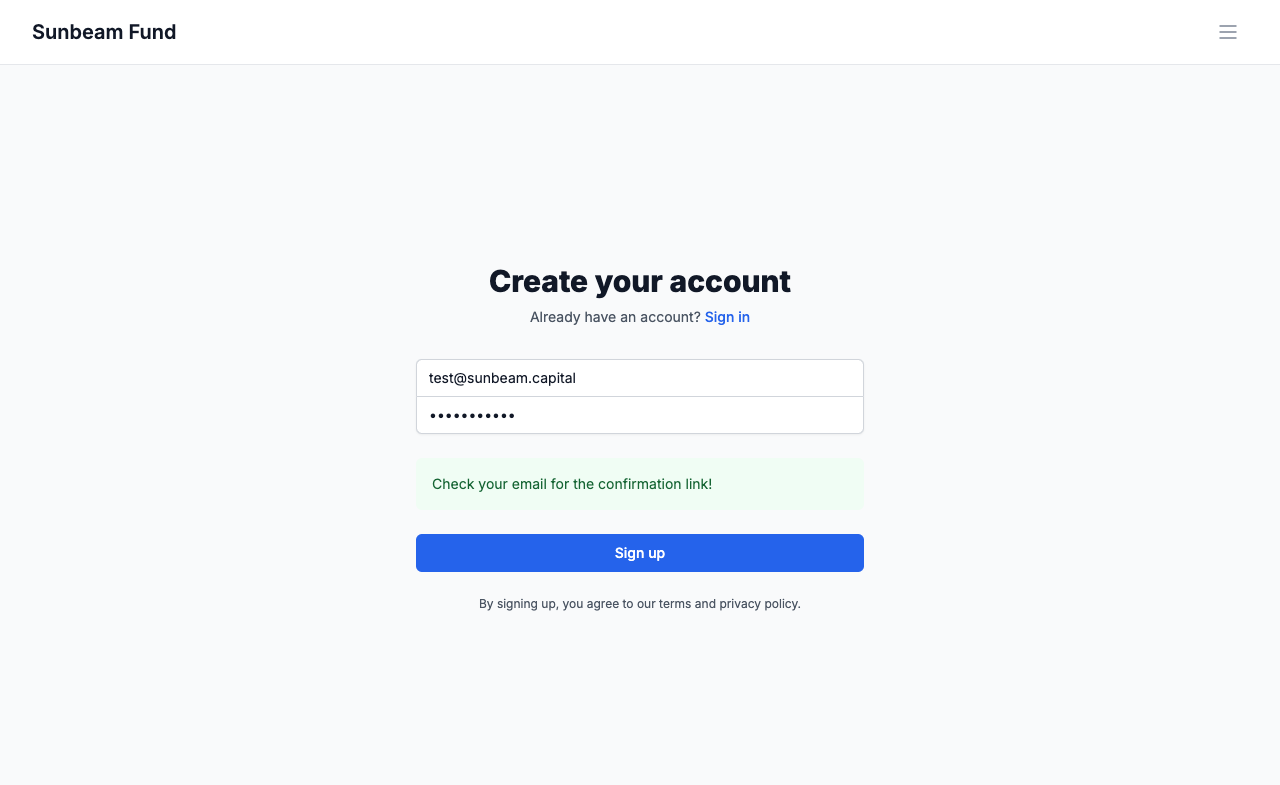 Sunbeam Fund
Create your account
Already have an account? Sign in
test@sunbeam.capital
•••••••••••
Check your email for the confirmation link!
Sign up
By signing up, you agree to our terms and privacy policy.